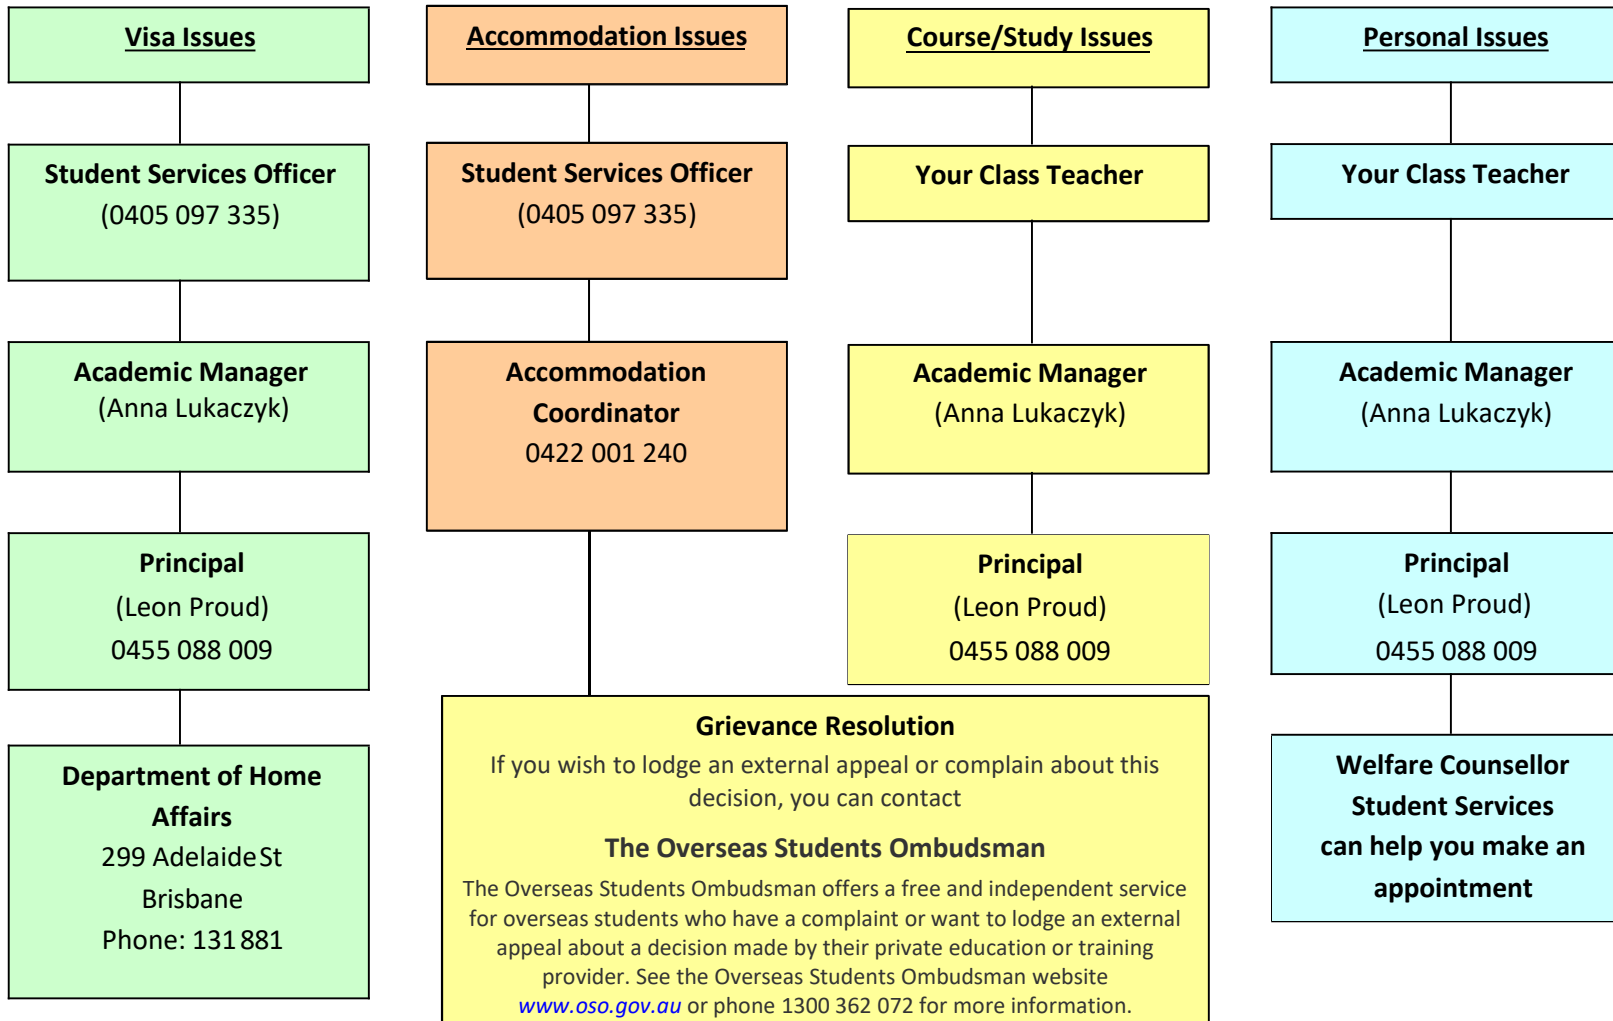 Visa Issues
Student Services Officer
(0405 097 335)
Academic Manager
(Anna Lukaczyk)
Principal
(Leon Proud)
0455 088 009
Department of Home
Affairs
299 Adelaide St
Brisbane
Phone: 131 881
Accommodation Issues
Student Services Officer
(0405 097 335)
Accommodation
Coordinator
0422 001 240
Course/Study Issues
Your Class Teacher
Academic Manager
(Anna Lukaczyk)
Principal
(Leon Proud)
0455 088 009
Grievance Resolution
If you wish to lodge an external appeal or complain about this
decision, you can contact
The Overseas Students Ombudsman
The Overseas Students Ombudsman offers a free and independent service
for overseas students who have a complaint or want to lodge an external
appeal about a decision made by their private education or training
provider. See the Overseas Students Ombudsman website
www.oso.gov.au or phone 1300 362 072 for more information.
Personal Issues
Your Class Teacher
Academic Manager
(Anna Lukaczyk)
Principal
(Leon Proud)
0455 088 009
Welfare Counsellor
Student Services
can help you make an
appointment